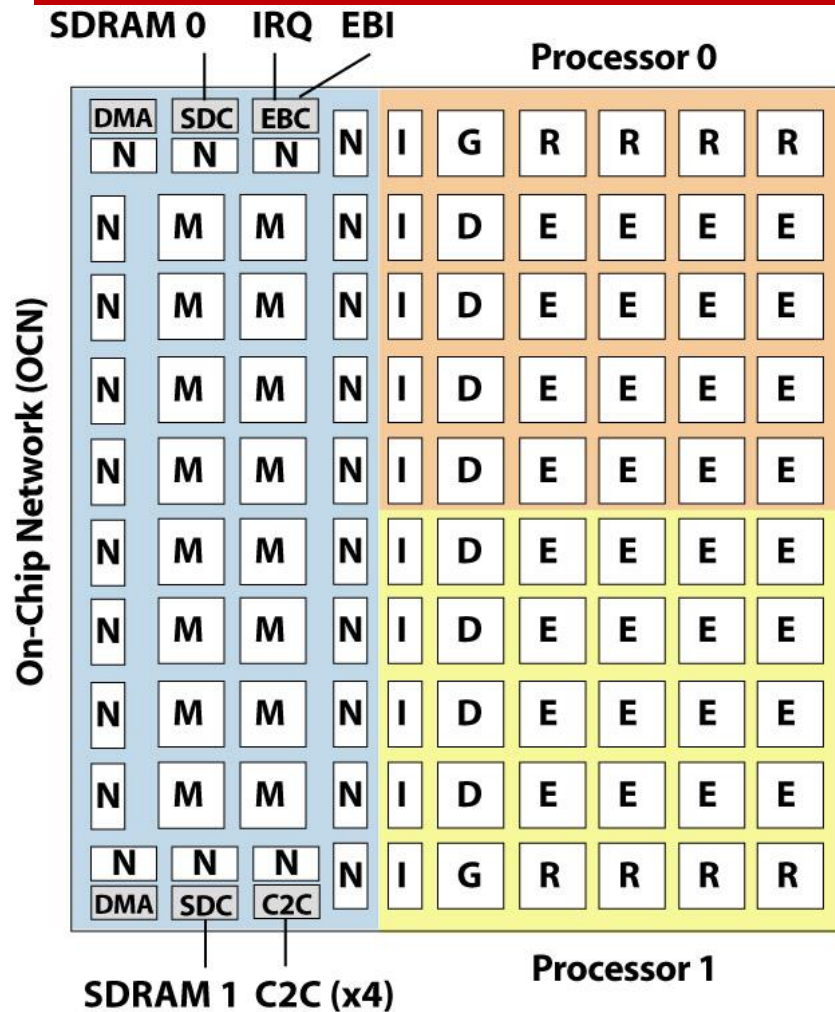 SDRAM 0 IRQ EBI
Processor 0
DMA SDC EBC
N N N N I G R R R R
N M M N I D E E E E
N M M N I D E E E E
N M M N I D E E E E
N M M N I D E E E E
On-Chip Network (OCN)
N M M N I D E E E E
N M M N I D E E E E
N M M N I D E E E E
N M M N I D E E E E
N N N N I G R R R R
DMA SDC C2C
Processor 1
SDRAM 1 C2C (x4)